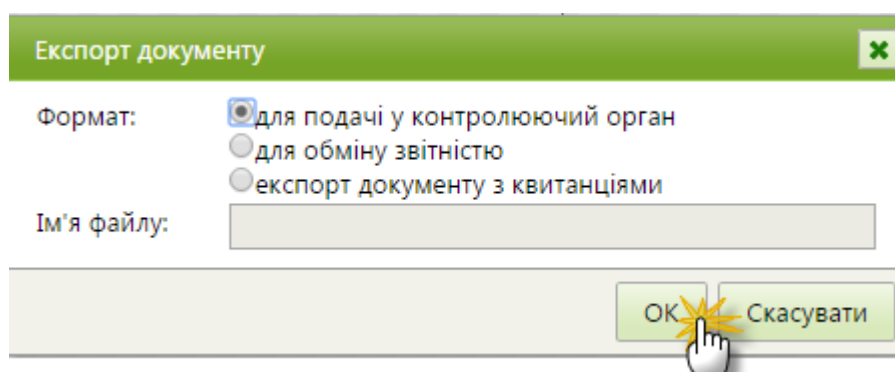 Експорт документу
Формат:
для подачі у контролюючий орган
для обміну звітністю
експорт документу з квитанціями
Ім'я файлу:
ОК Скасувати